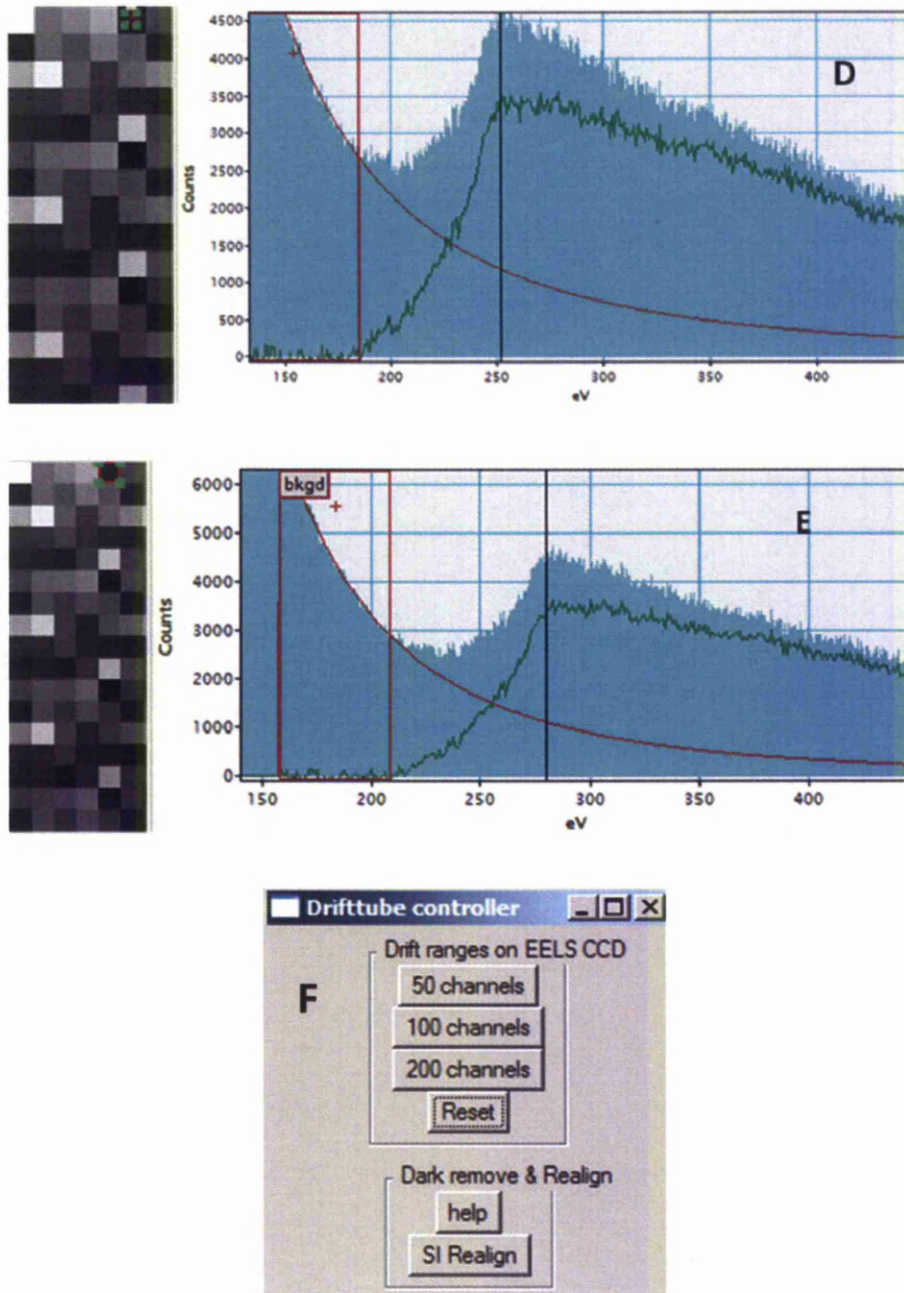 4500
4000
3500
3000
2500
2000
1500
1000
500
0
Counts
D
150 200 250 300 350 400
eV
6000
5000
4000
3000
2000
1000
0
Counts
bkgd
E
150 200 250 300 350 400
eV
Drifttube controller
F
Drift ranges on EELS CCD
50 channels
100 channels
200 channels
Reset
Dark remove & Realign
help
SI Realign